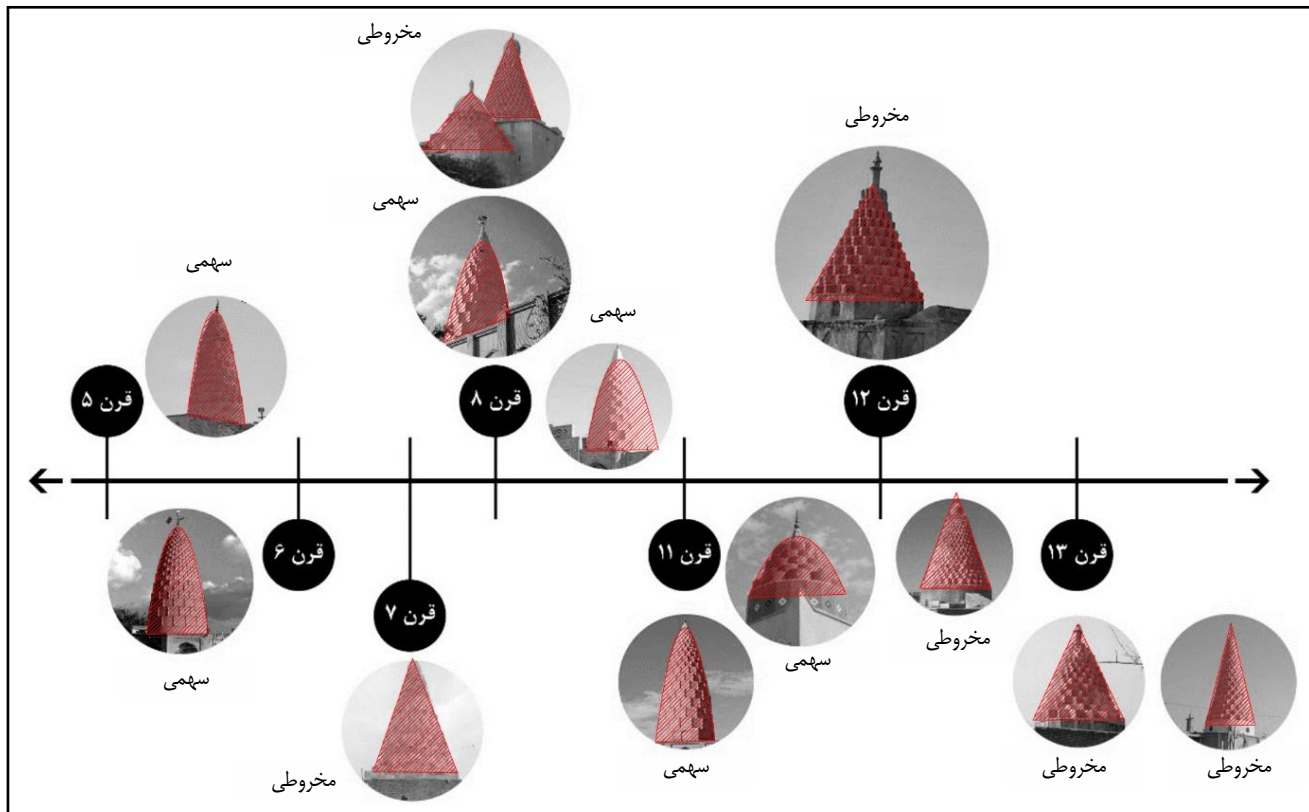 مخروطی
مخروطی
سهمی
سهمی
سهمی
قرن ۵
قرن ۸
قرن ۱۲
قرن ۶
قرن ۱۱
قرن ۱۳
قرن ۷
سهمی
مخروطی
سهمی
سهمی
مخروطی
مخروطی
مخروطی